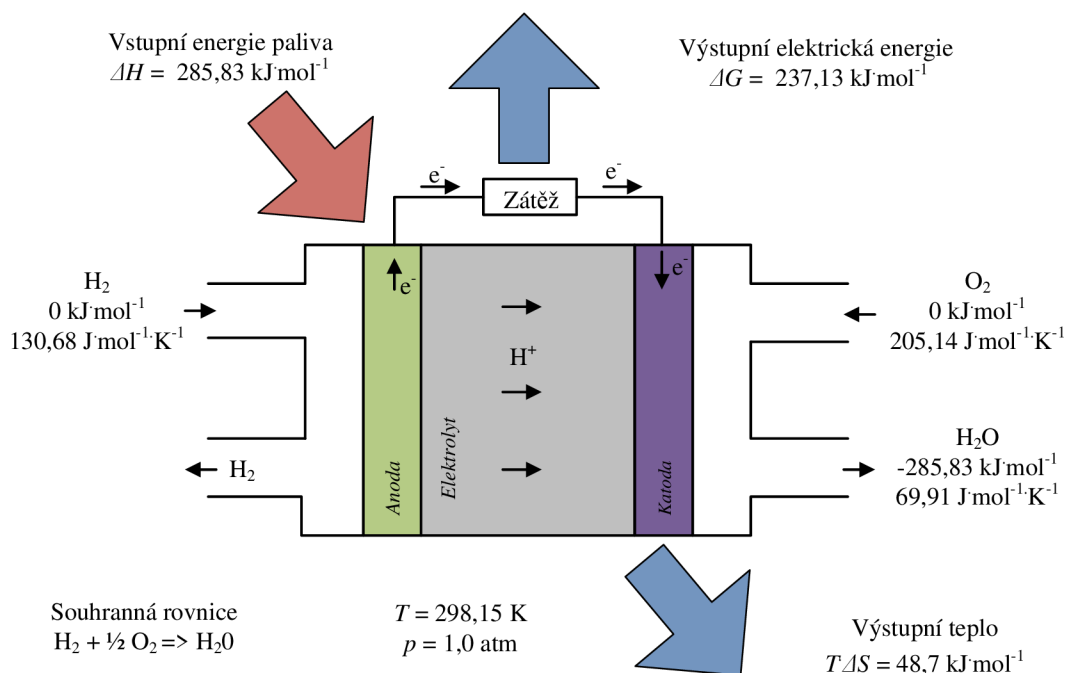 Vstupní energie paliva
ΔH = 285,83 kJ·mol⁻¹
Výstupní elektrická energie
ΔG = 237,13 kJ·mol⁻¹
e⁻
Zátěž
e⁻
e⁻
e⁻
H₂
0 kJ·mol⁻¹
130,68 J·mol⁻¹·K⁻¹
O₂
0 kJ·mol⁻¹
205,14 J·mol⁻¹·K⁻¹
H⁺
H₂
Anoda
Elektrolyt
Katoda
H₂O
-285,83 kJ·mol⁻¹
69,91 J·mol⁻¹·K⁻¹
Souhranná rovnice
H₂ + ½ O₂ => H₂0
T = 298,15 K
p = 1,0 atm
Výstupní teplo
TΔS = 48,7 kJ·mol⁻¹